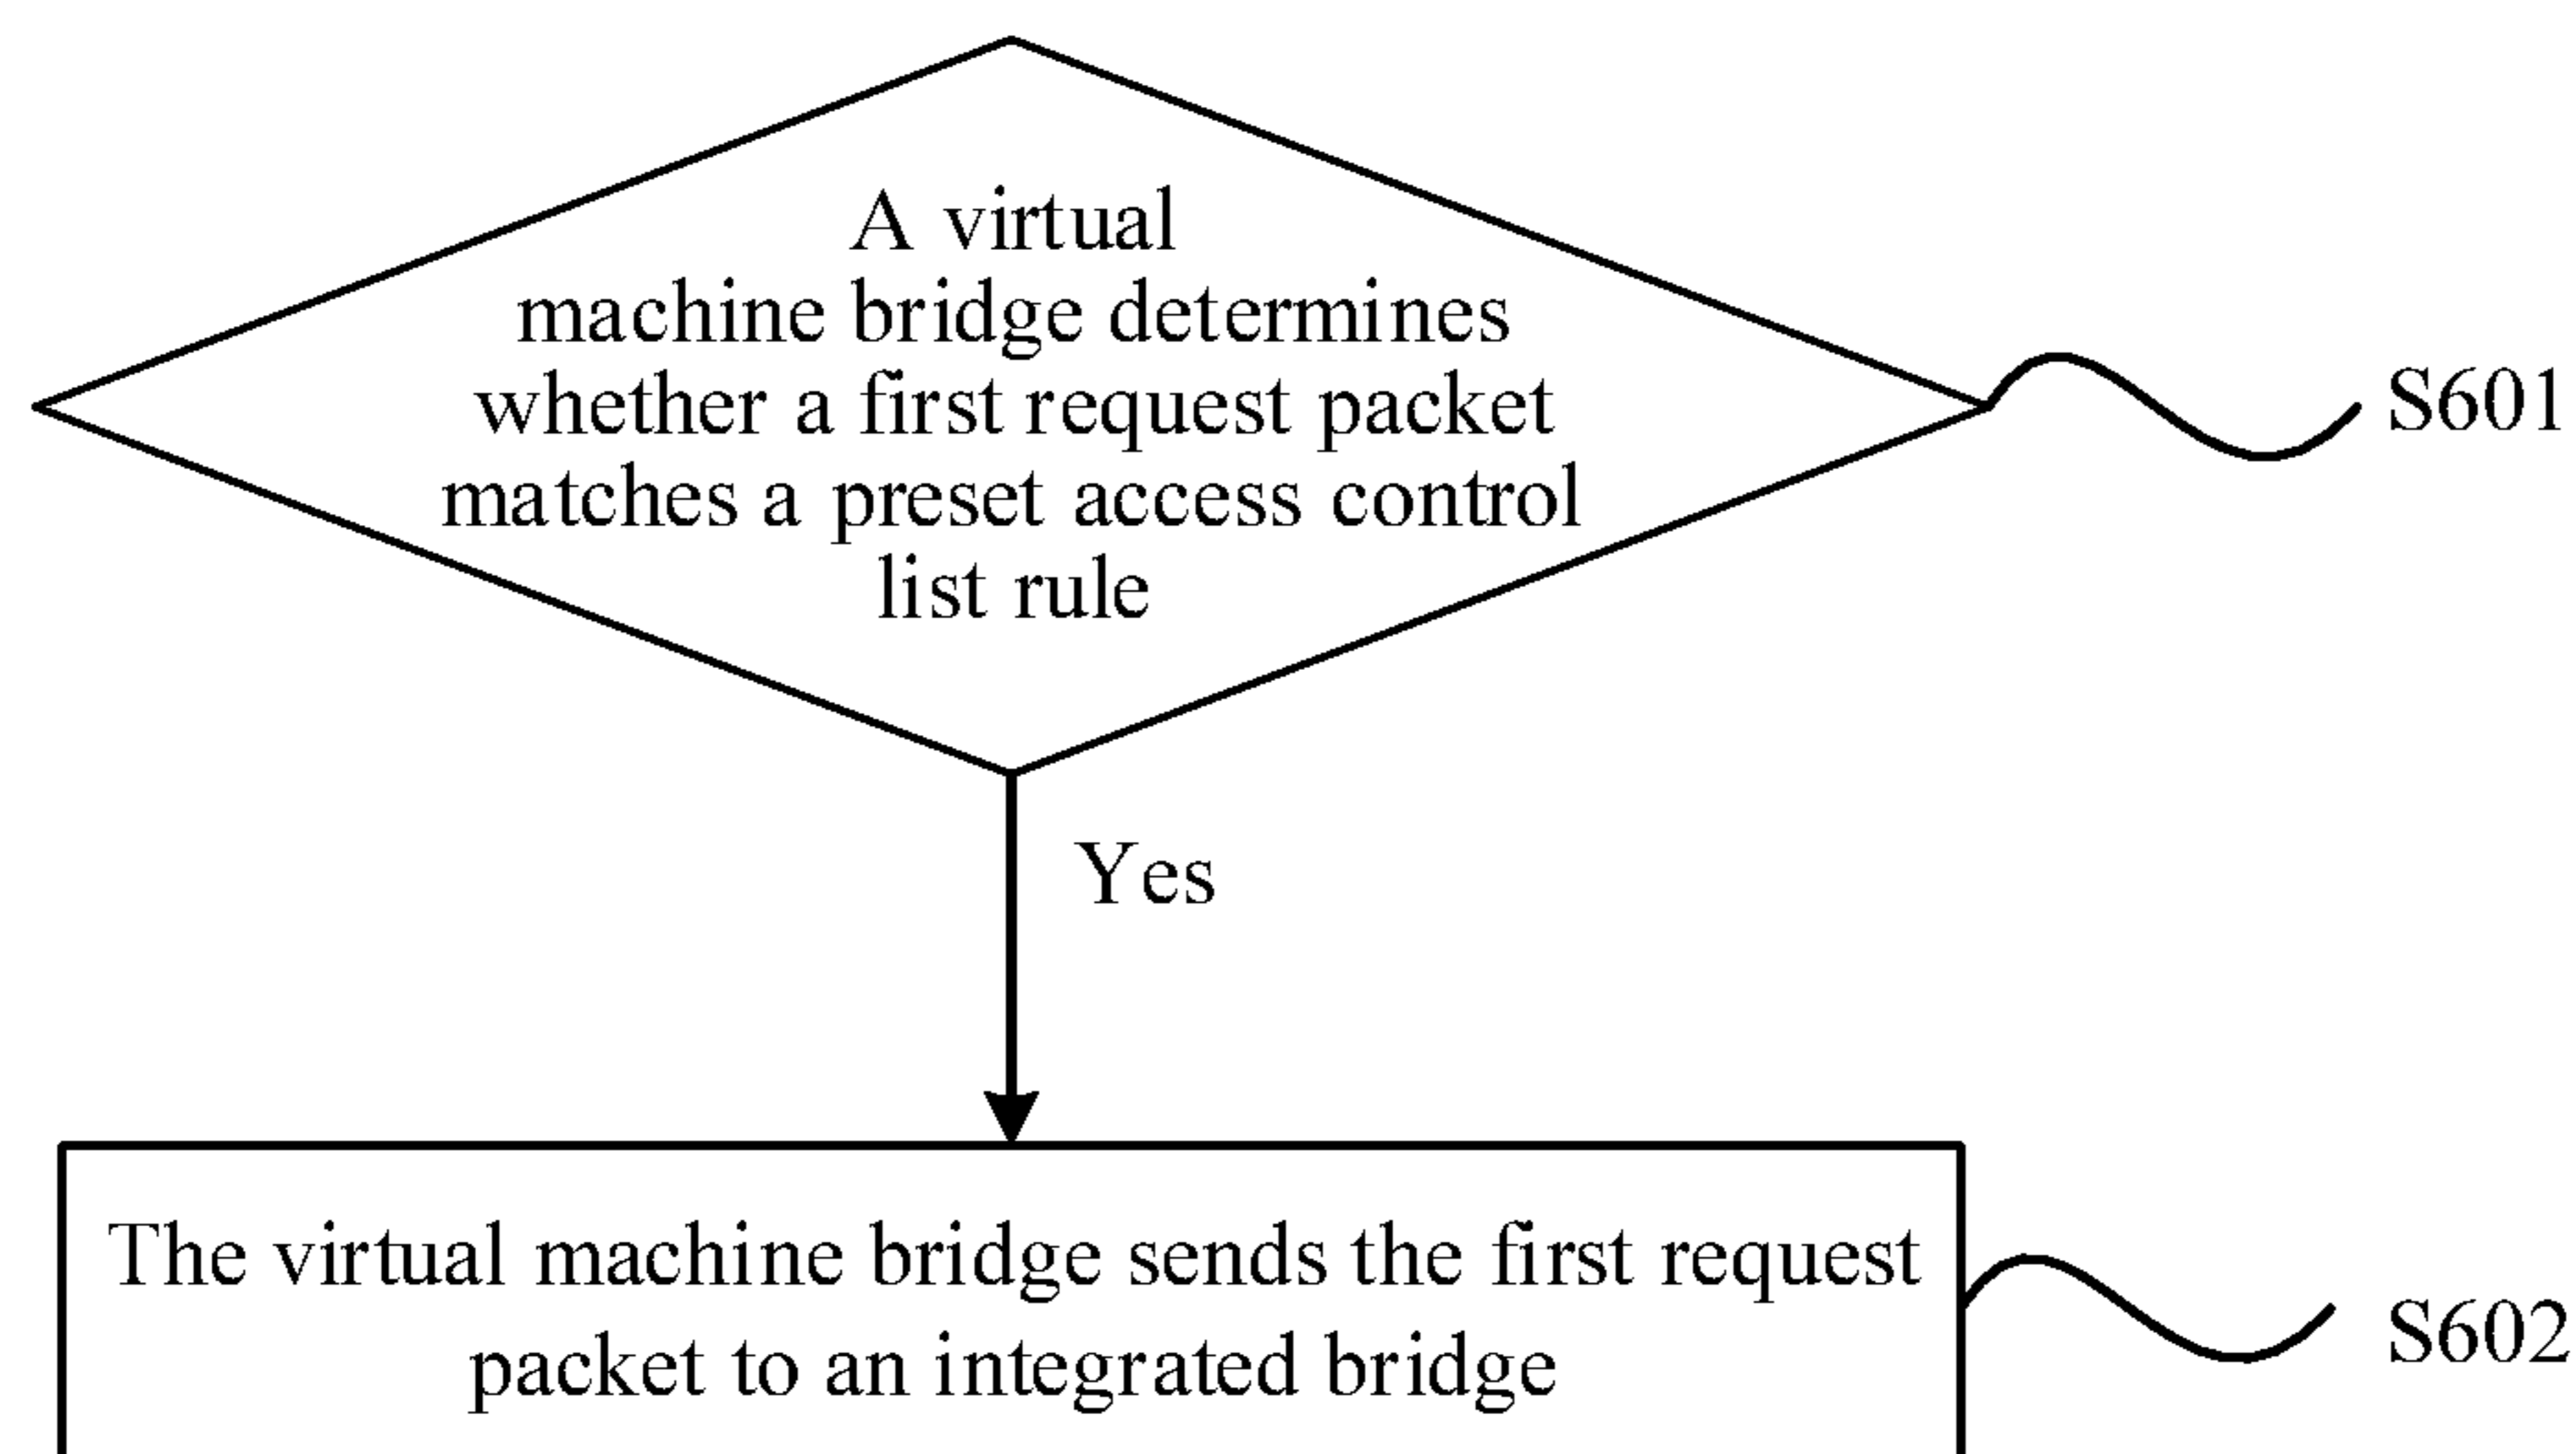 A virtual
machine bridge determines
whether a first request packet
matches a preset access control
list rule
S601
Yes
The virtual machine bridge sends the first request
packet to an integrated bridge
S602